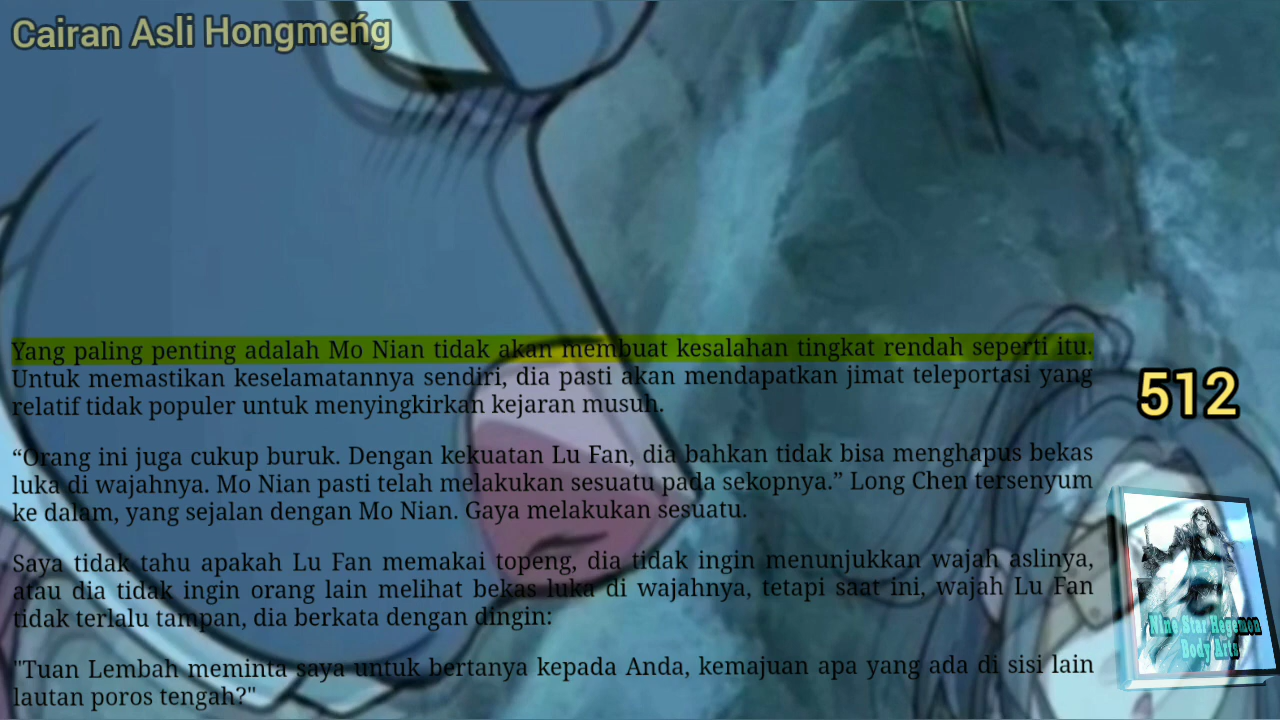 Cairan Asli Hongmeńg
Yang paling penting adalah Mo Nian tidak akan membuat kesalahan tingkat rendah seperti itu.
Untuk memastikan keselamatannya sendiri, dia pasti akan mendapatkan jimat teleportasi yang
relatif tidak populer untuk menyingkirkan kejaran musuh.
“Orang ini juga cukup buruk. Dengan kekuatan Lu Fan, dia bahkan tidak bisa menghapus bekas
luka di wajahnya. Mo Nian pasti telah melakukan sesuatu pada sekopnya.” Long Chen tersenyum
ke dalam, yang sejalan dengan Mo Nian. Gaya melakukan sesuatu.
Saya tidak tahu apakah Lu Fan memakai topeng, dia tidak ingin menunjukkan wajah aslinya,
atau dia tidak ingin orang lain melihat bekas luka di wajahnya, tetapi saat ini, wajah Lu Fan
tidak terlalu tampan, dia berkata dengan dingin:
"Tuan Lembah meminta saya untuk bertanya kepada Anda, kemajuan apa yang ada di sisi lain
lautan poros tengah?"
512
Nine Star Hegemon
Body Arts